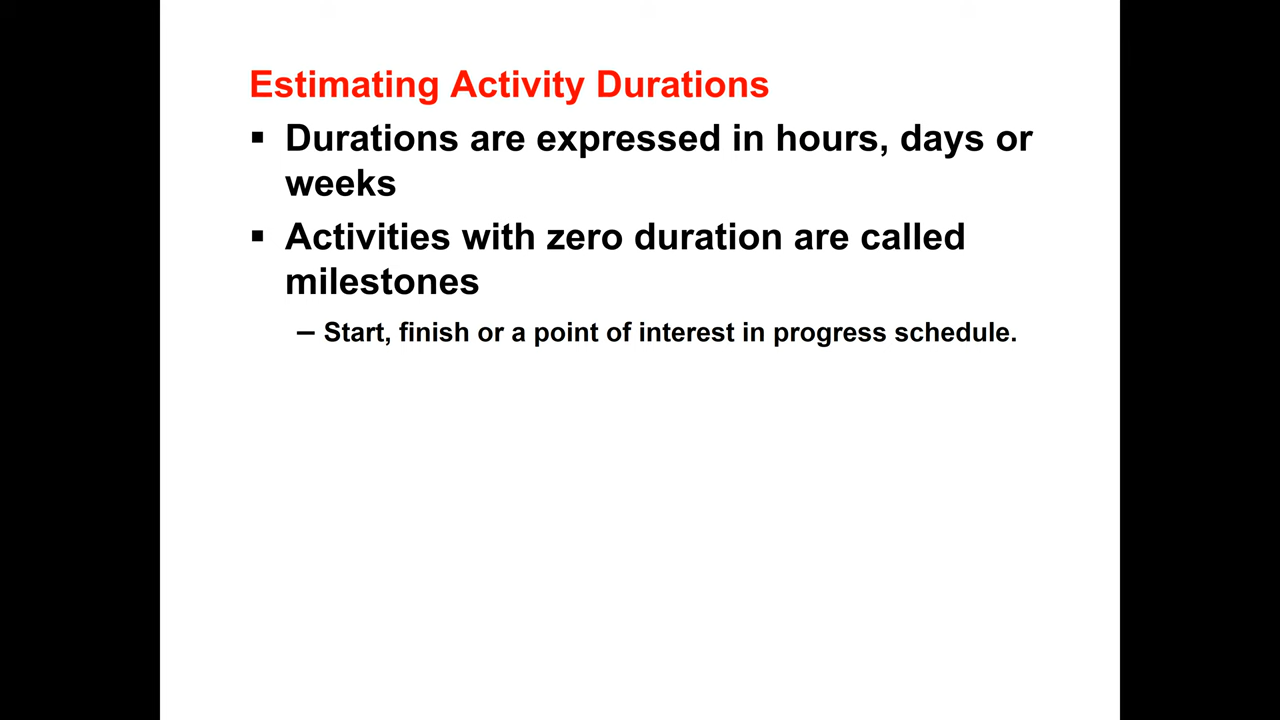 Estimating Activity Durations
▪ Durations are expressed in hours, days or
weeks
▪ Activities with zero duration are called
milestones
– Start, finish or a point of interest in progress schedule.